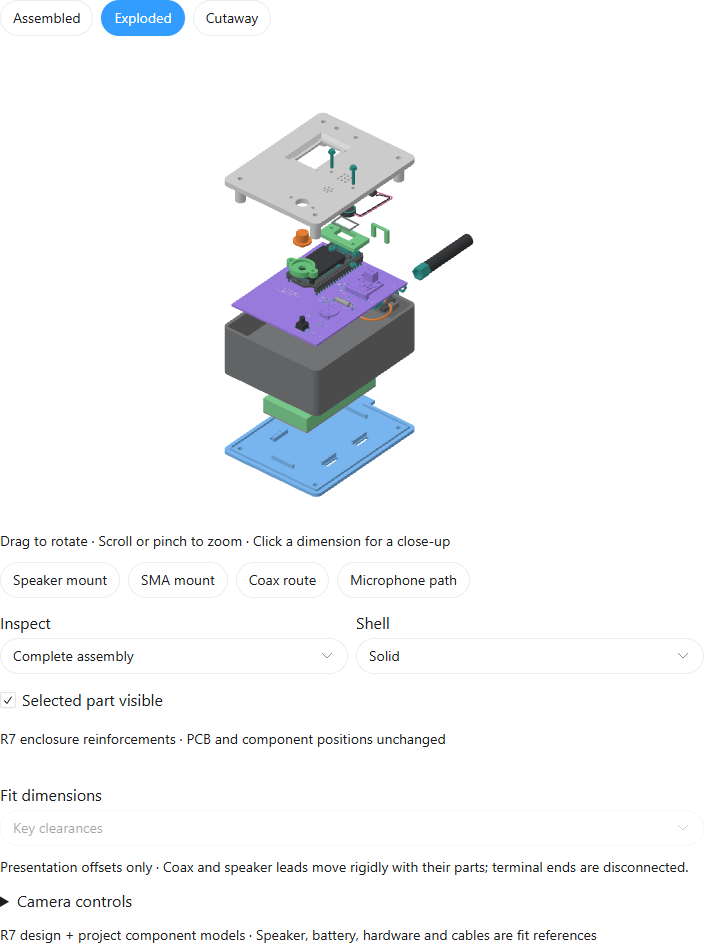 Assembled
Exploded
Cutaway
Drag to rotate · Scroll or pinch to zoom · Click a dimension for a close-up
Speaker mount
SMA mount
Coax route
Microphone path
Inspect
Shell
Complete assembly
Solid
Selected part visible
R7 enclosure reinforcements · PCB and component positions unchanged
Fit dimensions
Key clearances
Presentation offsets only · Coax and speaker leads move rigidly with their parts; terminal ends are disconnected.
Camera controls
R7 design + project component models · Speaker, battery, hardware and cables are fit references